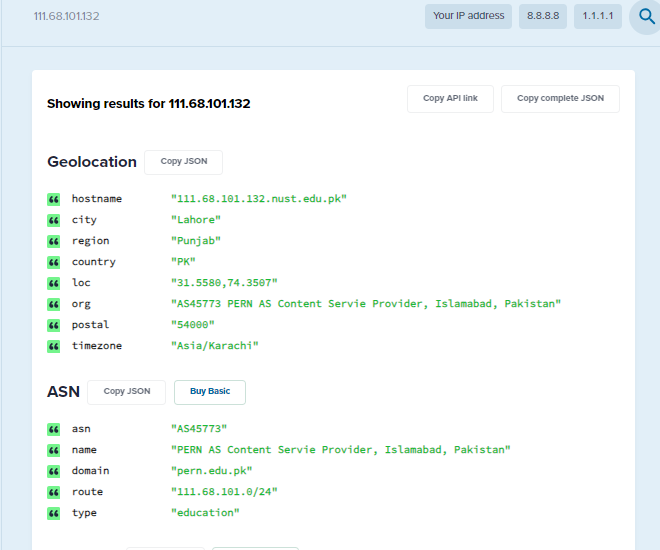 111.68.101.132 Your IP address 8.8.8.8 1.1.1.1
Showing results for 111.68.101.132 Copy API link Copy complete JSON
Geolocation Copy JSON
hostname "111.68.101.132.nust.edu.pk"
city "Lahore"
region "Punjab"
country "PK"
loc "31.5580,74.3507"
org "AS45773 PERN AS Content Servie Provider, Islamabad, Pakistan"
postal "54000"
timezone "Asia/Karachi"
ASN Copy JSON Buy Basic
asn "AS45773"
name "PERN AS Content Servie Provider, Islamabad, Pakistan"
domain "pern.edu.pk"
route "111.68.101.0/24"
type "education"